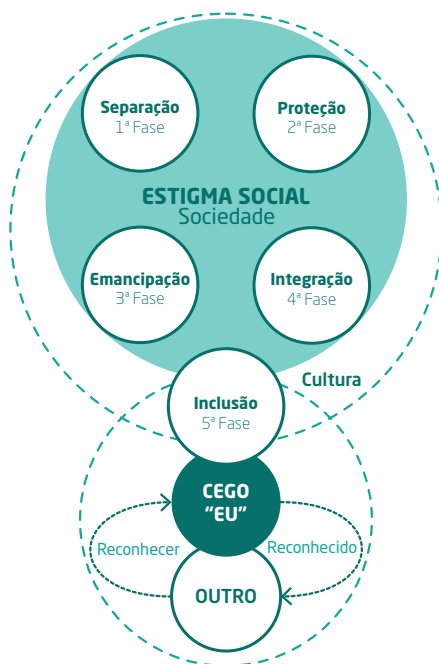 Separação
1ª Fase
Proteção
2ª Fase
ESTIGMA SOCIAL
Sociedade
Emancipação
3ª Fase
Integração
4ª Fase
Cultura
Inclusão
5ª Fase
CEGO
"EU"
Reconhecer
Reconhecido
OUTRO